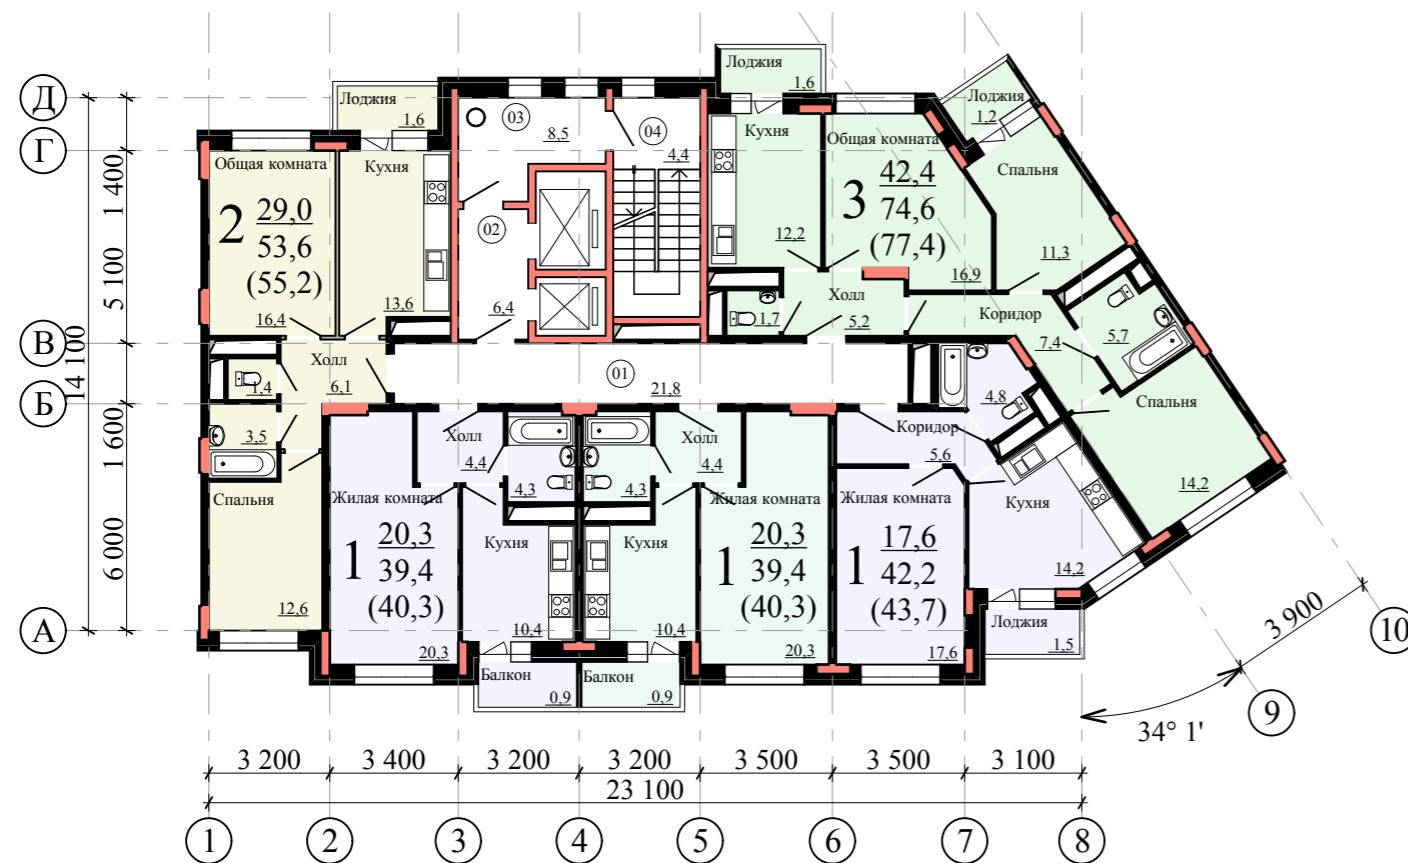 Лоджия
1,6
Общая комната
2
29,0
53,6
(55,2)
16,4
Кухня
13,6
Холл
6,1
1,4
3,5
Спальня
12,6
03
8,5
04
4,4
02
6,4
01
21,8
Лоджия
1,6
Кухня
12,2
Общая комната
3
42,4
74,6
(77,4)
16,9
Лоджия
1,2
Спальня
11,3
1,7
Холл
5,2
Коридор
7,4
5,7
Спальня
14,2
Холл
4,4
4,3
Жилая комната
1
20,3
39,4
(40,3)
20,3
Кухня
10,4
Балкон
0,9
Холл
4,4
4,3
Жилая комната
1
20,3
39,4
(40,3)
20,3
Кухня
10,4
Балкон
0,9
4,8
Коридор
5,6
Жилая комната
1
17,6
42,2
(43,7)
17,6
Кухня
14,2
Лоджия
1,5
Д
Г
В
Б
А
1 400
5 100
14 100
1 600
6 000
3 900
34° 1'
3 200
3 400
3 200
3 200
3 500
3 500
3 100
23 100
1
2
3
4
5
6
7
8
9
10